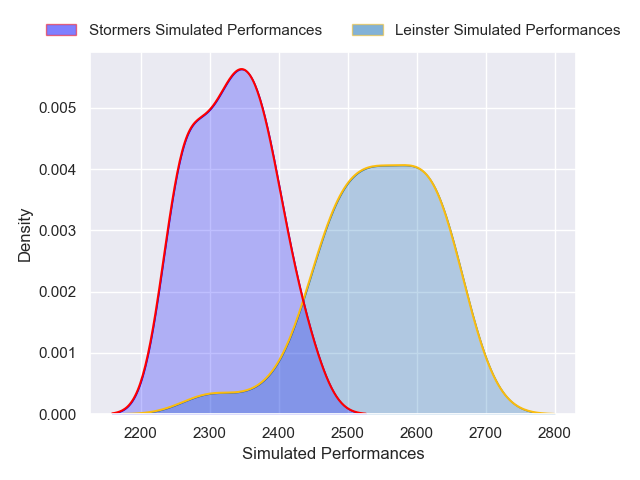 Stormers Simulated Performances
Leinster Simulated Performances
0.005
0.004
0.003
0.002
0.001
0.000
Density
2200 2300 2400 2500 2600 2700 2800
Simulated Performances